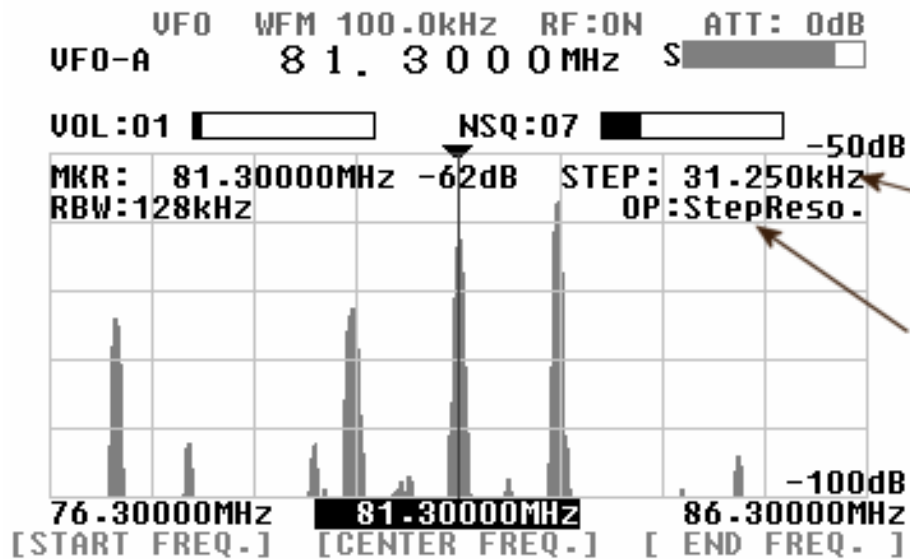 VFO WFM 100.0kHz RF:ON ATT: 0dB
VFO-A 81.3000MHz S
VOL:01 NSQ:07
-50dB
MKR: 81.30000MHz -62dB STEP: 31.250kHz
RBW:128kHz OP:StepReso.
-100dB
76.30000MHz 81.30000MHz 86.30000MHz
[START FREQ.] [CENTER FREQ.] [ END FREQ. ]